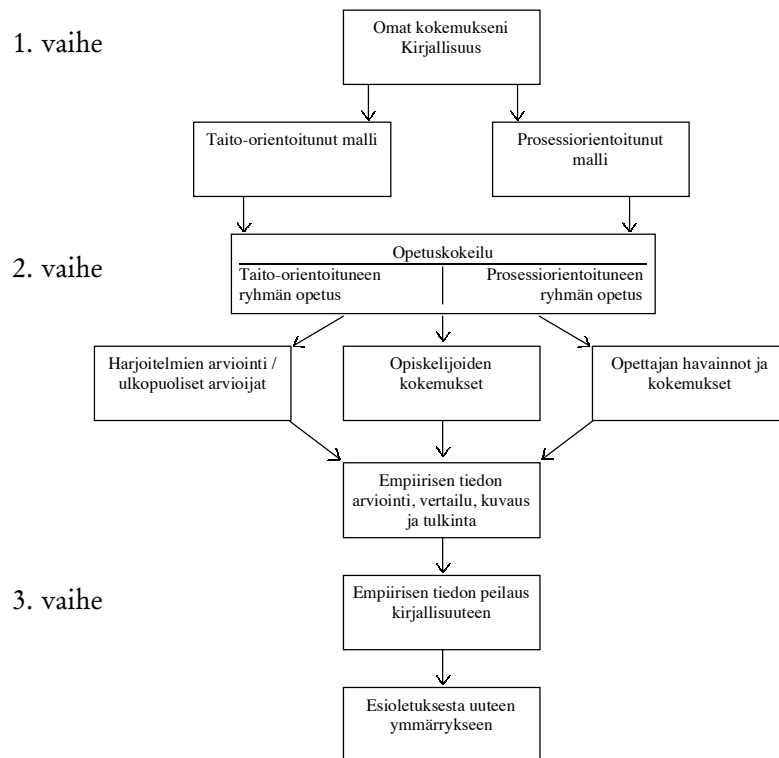 1. vaihe
Omat kokemukseni
Kirjallisuus
Taito-orientoitunut malli
Prosessiorientoitunut
malli
2. vaihe
Opetuskokeilu
Taito-orientoituneen
ryhmän opetus
Prosessiorientoituneen
ryhmän opetus
Harjoitelmien arviointi /
ulkopuoliset arvioijat
Opiskelijoiden
kokemukset
Opettajan havainnot ja
kokemukset
Empiirisen tiedon
arviointi, vertailu, kuvaus
ja tulkinta
3. vaihe
Empiirisen tiedon peilaus
kirjallisuuteen
Esioletuksesta uuteen
ymmärrykseen